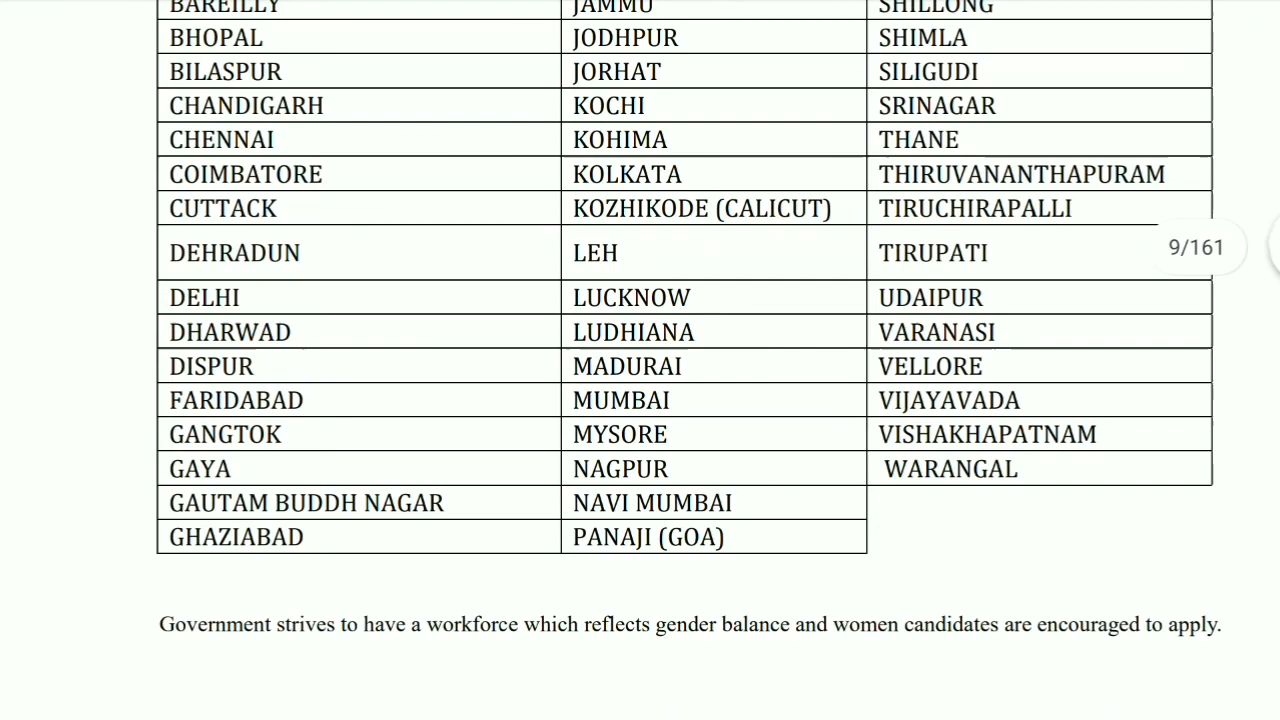 BAREILLY JAMMU SHILLONG
BHOPAL JODHPUR SHIMLA
BILASPUR JORHAT SILIGUDI
CHANDIGARH KOCHI SRINAGAR
CHENNAI KOHIMA THANE
COIMBATORE KOLKATA THIRUVANANTHAPURAM
CUTTACK KOZHIKODE (CALICUT) TIRUCHIRAPALLI
DEHRADUN LEH TIRUPATI 9/161
DELHI LUCKNOW UDAIPUR
DHARWAD LUDHIANA VARANASI
DISPUR MADURAI VELLORE
FARIDABAD MUMBAI VIJAYAVADA
GANGTOK MYSORE VISHAKHAPATNAM
GAYA NAGPUR WARANGAL
GAUTAM BUDDH NAGAR NAVI MUMBAI
GHAZIABAD PANAJI (GOA)
Government strives to have a workforce which reflects gender balance and women candidates are encouraged to apply.